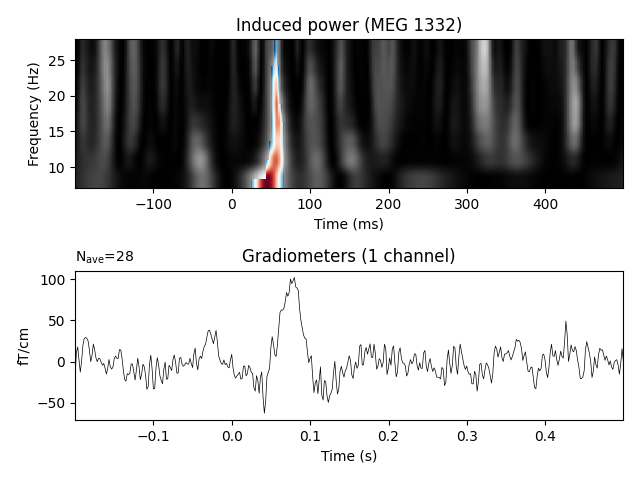 Induced power (MEG 1332)
Frequency (Hz)
25
20
15
10
−100 0 100 200 300 400
Time (ms)
Nave=28 Gradiometers (1 channel)
fT/cm
100
50
0
−50
−0.1 0.0 0.1 0.2 0.3 0.4
Time (s)